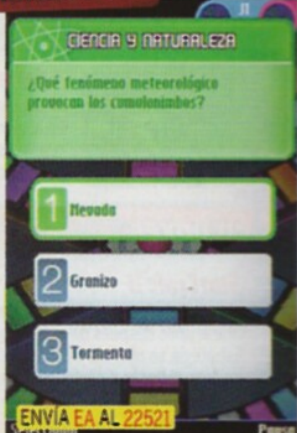 J1
CIENCIA Y NATURALEZA
¿Qué fenómeno meteorológico
provocan los cumulonimbos?
1 Nevada
2 Granizo
3 Tormenta
ENVÍA EA AL 22521
Pausa